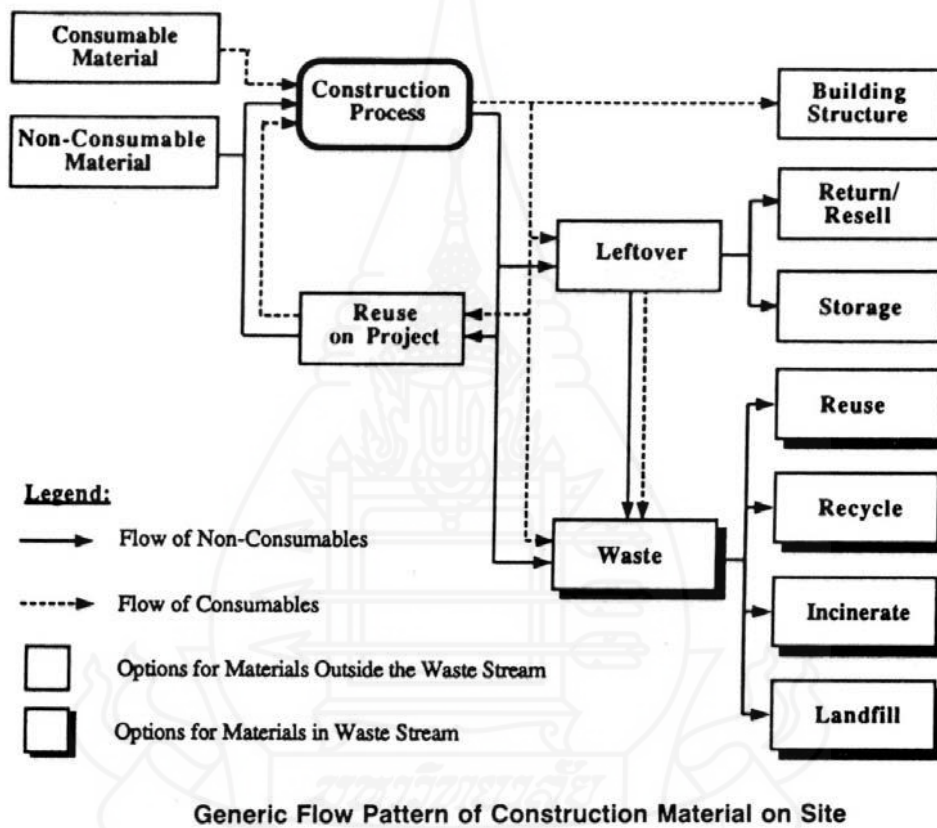 Consumable
Material
Non-Consumable
Material
Construction
Process
Reuse
on Project
Leftover
Waste
Building
Structure
Return/
Resell
Storage
Reuse
Recycle
Incinerate
Landfill
Legend:
Flow of Non-Consumables
Flow of Consumables
Options for Materials Outside the Waste Stream
Options for Materials in Waste Stream
Generic Flow Pattern of Construction Material on Site